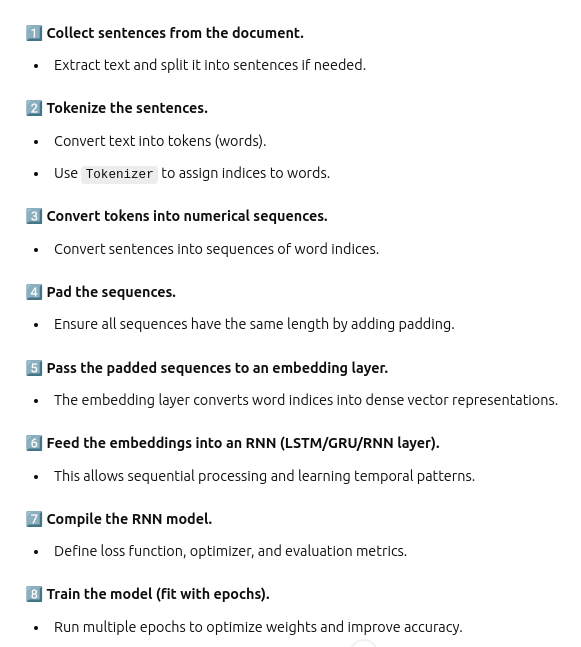 1️⃣ Collect sentences from the document.
• Extract text and split it into sentences if needed.
2️⃣ Tokenize the sentences.
• Convert text into tokens (words).
• Use Tokenizer to assign indices to words.
3️⃣ Convert tokens into numerical sequences.
• Convert sentences into sequences of word indices.
4️⃣ Pad the sequences.
• Ensure all sequences have the same length by adding padding.
5️⃣ Pass the padded sequences to an embedding layer.
• The embedding layer converts word indices into dense vector representations.
6️⃣ Feed the embeddings into an RNN (LSTM/GRU/RNN layer).
• This allows sequential processing and learning temporal patterns.
7️⃣ Compile the RNN model.
• Define loss function, optimizer, and evaluation metrics.
8️⃣ Train the model (fit with epochs).
• Run multiple epochs to optimize weights and improve accuracy.